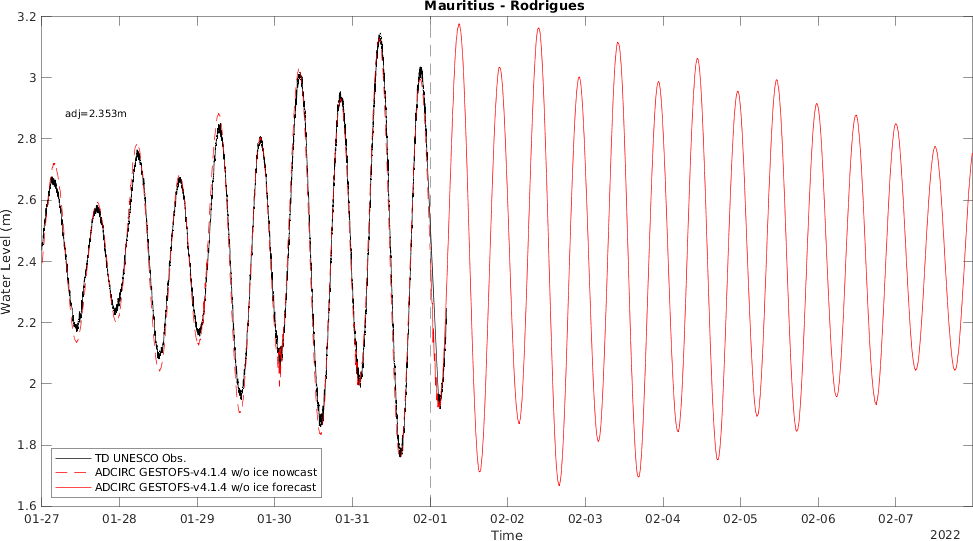 Mauritius - Rodrigues
3.2
3
2.8
2.6
2.4
2.2
2
1.8
1.6
Water Level (m)
adj=2.353m
TD UNESCO Obs.
ADCIRC GESTOFS-v4.1.4 w/o ice nowcast
ADCIRC GESTOFS-v4.1.4 w/o ice forecast
01-27 01-28 01-29 01-30 01-31 02-01 02-02 02-03 02-04 02-05 02-06 02-07
Time
2022